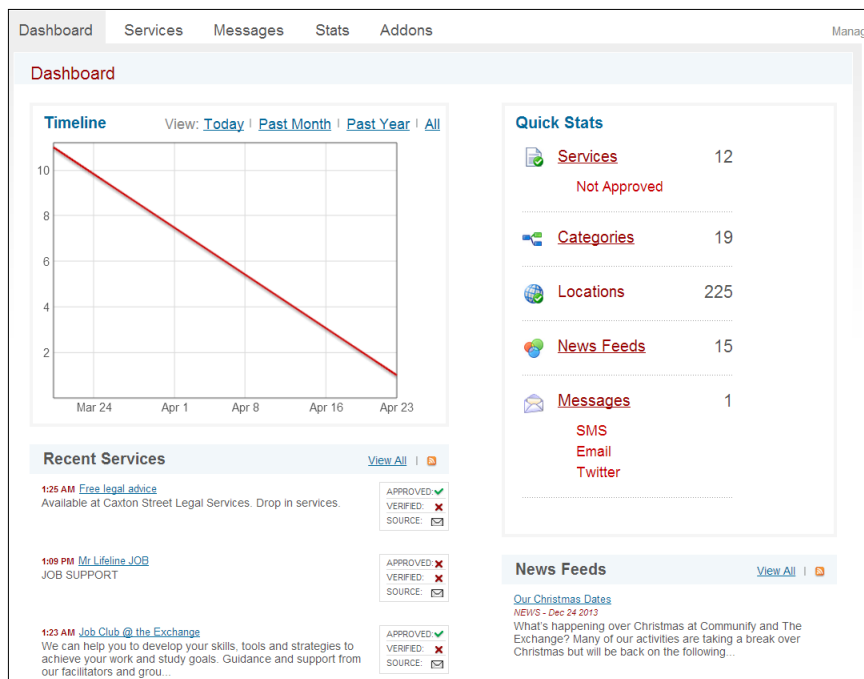 Dashboard Services Messages Stats Addons
Manag
Dashboard
Timeline View: Today | Past Month | Past Year | All
10
8
6
4
2
Mar 24 Apr 1 Apr 8 Apr 16 Apr 23
Recent Services View All |
1:25 AM Free legal advice
Available at Caxton Street Legal Services. Drop in services.
APPROVED:
VERIFIED:
SOURCE:
1:09 PM Mr Lifeline JOB
JOB SUPPORT
APPROVED:
VERIFIED:
SOURCE:
1:23 AM Job Club @ the Exchange
We can help you to develop your skills, tools and strategies to
achieve your work and study goals. Guidance and support from
our facilitators and grou...
APPROVED:
VERIFIED:
SOURCE:
Quick Stats
Services 12
Not Approved
Categories 19
Locations 225
News Feeds 15
Messages 1
SMS
Email
Twitter
News Feeds View All |
Our Christmas Dates
NEWS - Dec 24 2013
What's happening over Christmas at Communify and The
Exchange? Many of our activities are taking a break over
Christmas but will be back on the following...